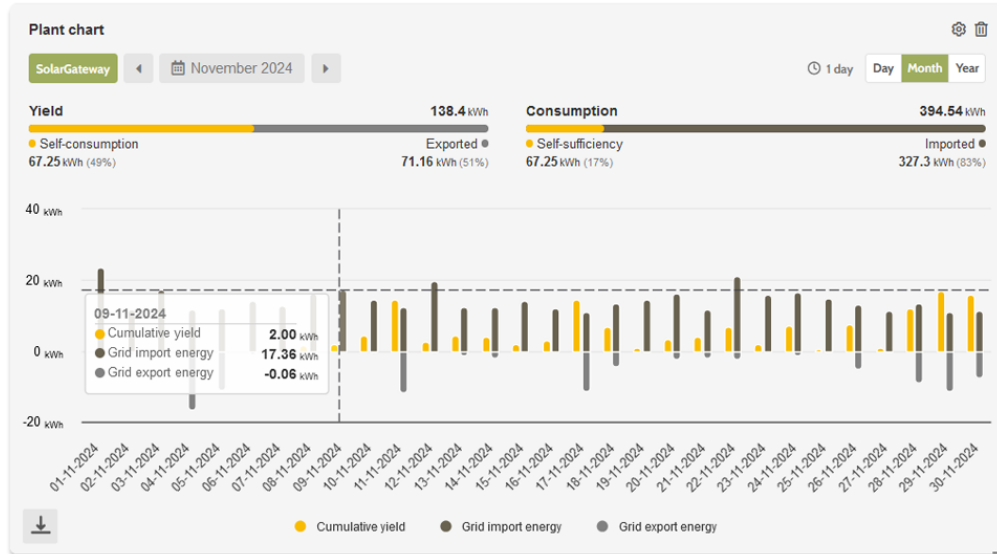 Plant chart
SolarGateway November 2024 1 day Day Month Year
Yield 138.4 kWh
Self-consumption Exported
67.25 kWh (49%) 71.16 kWh (51%)
Consumption 394.54 kWh
Self-sufficiency Imported
67.25 kWh (17%) 327.3 kWh (83%)
40 kWh
20 kWh
0 kWh
-20 kWh
09-11-2024
Cumulative yield 2.00 kWh
Grid import energy 17.36 kWh
Grid export energy -0.06 kWh
01-11-2024 02-11-2024 03-11-2024 04-11-2024 05-11-2024 06-11-2024 07-11-2024 08-11-2024 09-11-2024 10-11-2024 11-11-2024 12-11-2024 13-11-2024 14-11-2024 15-11-2024 16-11-2024 17-11-2024 18-11-2024 19-11-2024 20-11-2024 21-11-2024 22-11-2024 23-11-2024 24-11-2024 25-11-2024 26-11-2024 27-11-2024 28-11-2024 29-11-2024 30-11-2024
Cumulative yield Grid import energy Grid export energy